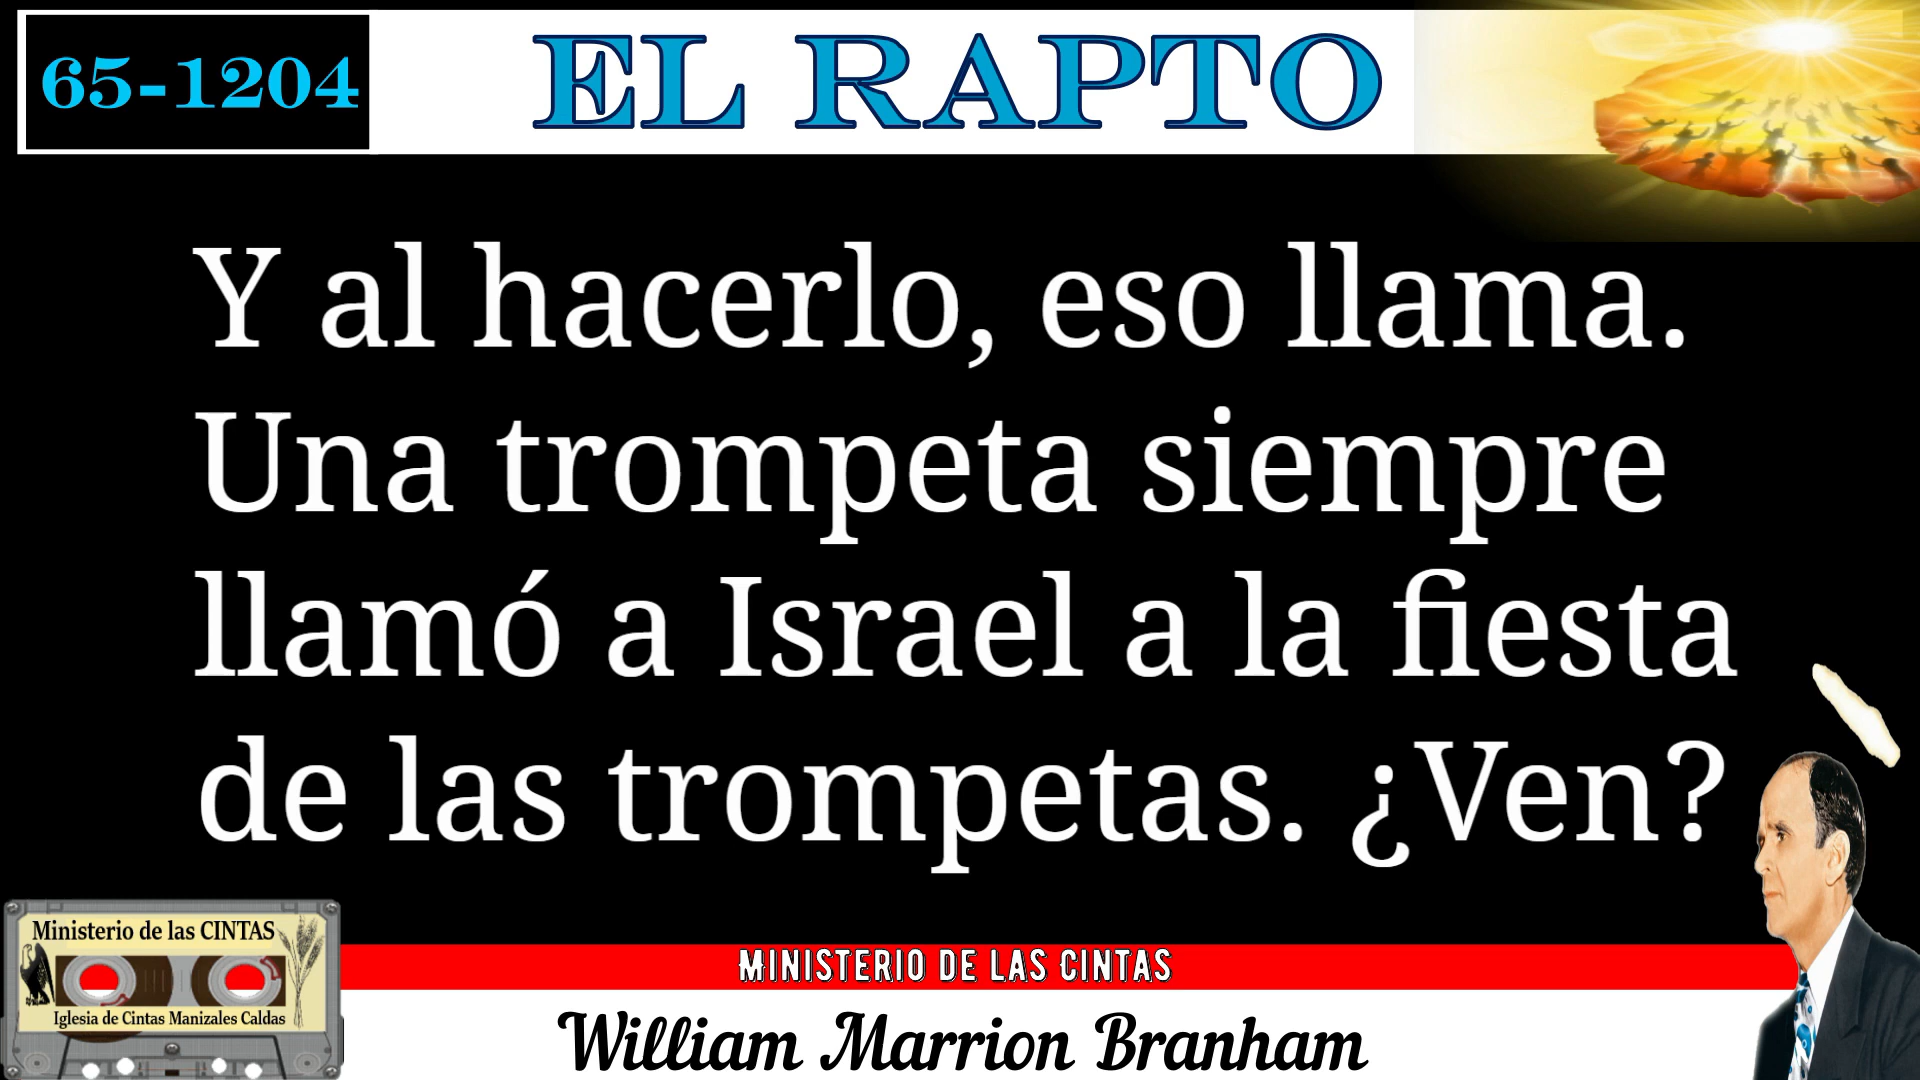 65-1204
EL RAPTO
Y al hacerlo, eso llama.
Una trompeta siempre
llamó a Israel a la fiesta
de las trompetas. ¿Ven?
Ministerio de las CINTAS
Iglesia de Cintas Manizales Caldas
MINISTERIO DE LAS CINTAS
William Marrion Branham